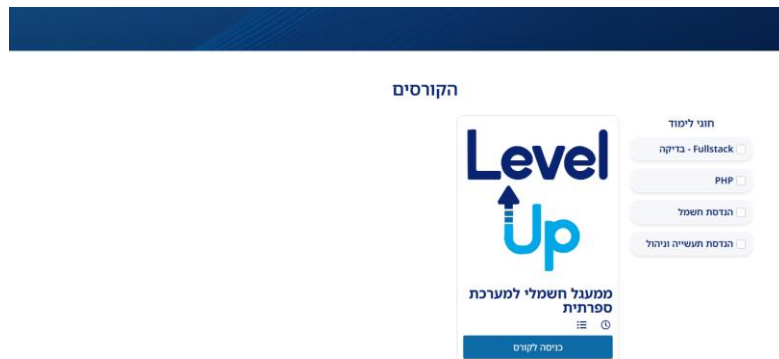 הקורסים
חוגי לימוד
Fullstack - בדיקה
PHP
הנדסת חשמל
הנדסת תעשייה וניהול
Level
Up
ממעגל חשמלי למערכת
ספרתית
כניסה לקורס